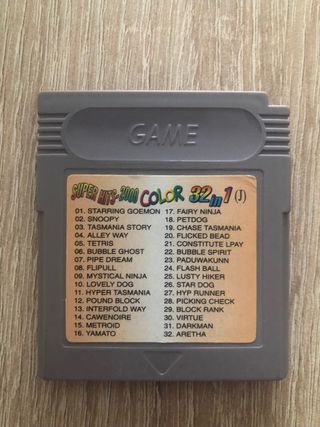 GAME
SUPER HITS-2000 COLOR 32 in 1 (J)
01. STARRING GOEMON
02. SNOOPY
03. TASMANIA STORY
04. ALLEY WAY
05. TETRIS
06. BUBBLE GHOST
07. PIPE DREAM
08. FLIPULL
09. MYSTICAL NINJA
10. LOVELY DOG
11. HYPER TASMANIA
12. POUND BLOCK
13. INTERFOLD WAY
14. CAWENOIRE
15. METROID
16. YAMATO
17. FAIRY NINJA
18. PETDOG
19. CHASE TASMANIA
20. FLICKED BEAD
21. CONSTITUTE LPAY
22. BUBBLE SPIRIT
23. PADUWAKUNN
24. FLASH BALL
25. LUSTY HIKER
26. STAR DOG
27. HYP RUNNER
28. PICKING CHECK
29. BLOCK RANK
30. VIRTUE
31. DARKMAN
32. ARETHA